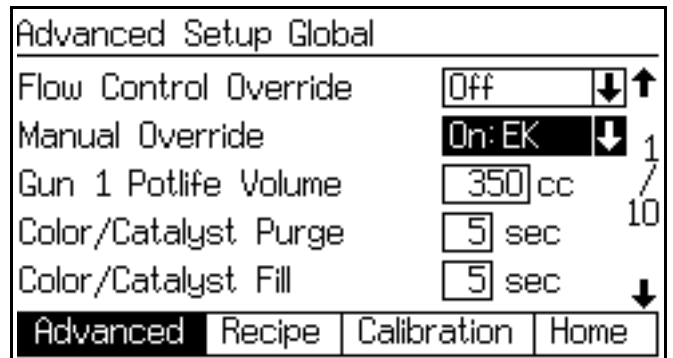 Advanced Setup Global
Flow Control Override Off
Manual Override On: EK
Gun 1 Potlife Volume 350 cc
Color/Catalyst Purge 5 sec
Color/Catalyst Fill 5 sec
1/10
Advanced Recipe Calibration Home